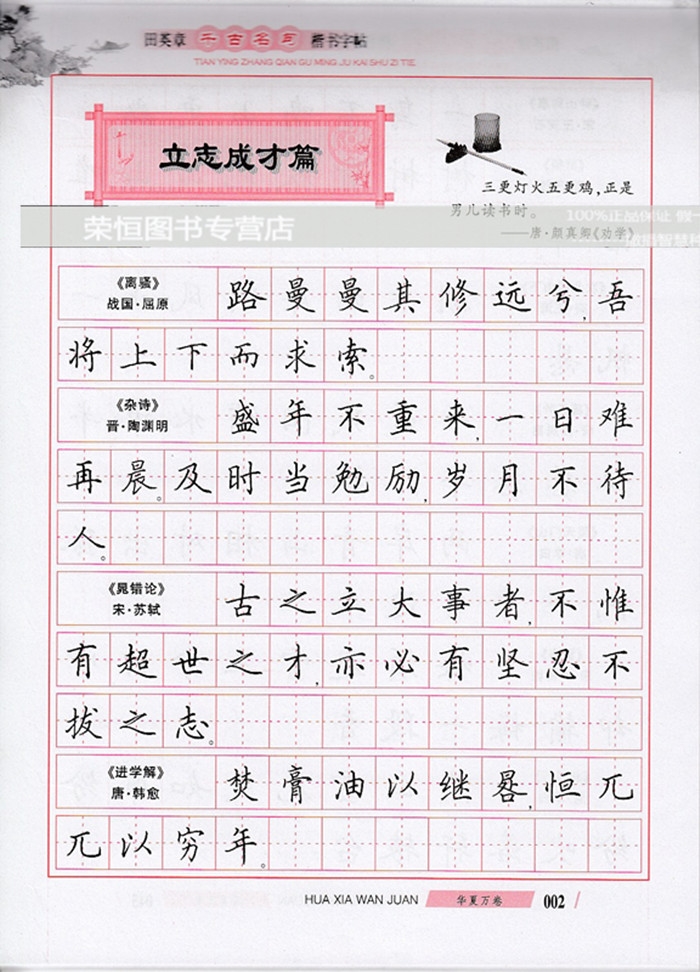 田英章 千古名句 楷书字帖
TIAN YING ZHANG QIAN GU MING JU KAI SHU ZI TIE
立志成才篇
三更灯火五更鸡,正是
男儿读书时。
——唐·颜真卿《劝学》
荣恒图书专营店
100%正品保证 假一
《离骚》
战国·屈原
路曼曼其修远兮,吾
将上下而求索。
《杂诗》
晋·陶渊明
盛年不重来,一日难
再晨。及时当勉励,岁月不待
人。
《晁错论》
宋·苏轼
古之立大事者,不惟
有超世之才,亦必有坚忍不
拔之志。
《进学解》
唐·韩愈
焚膏油以继晷,恒兀
兀以穷年。
HUA XIA WAN JUAN 华夏万卷 002